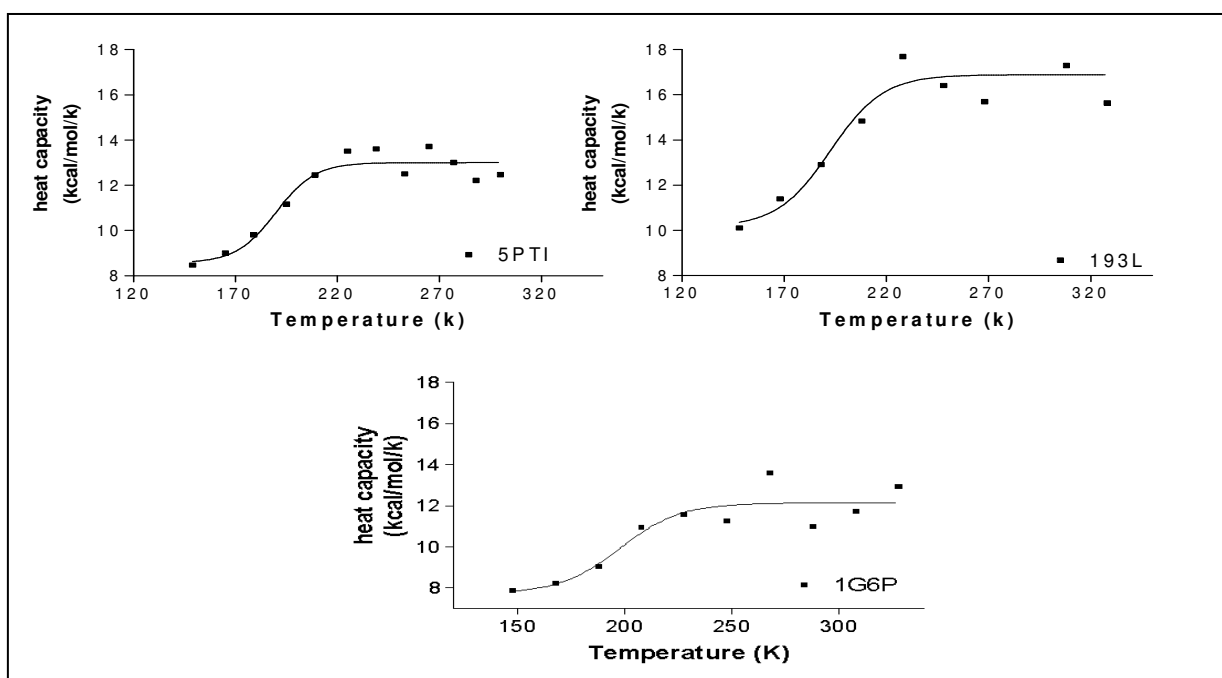 18
16
14
12
10
8
heat capacity
(kcal/mol/k)
5PTI
120 170 220 270 320
Temperature (k)
18
16
14
12
10
8
heat capacity
(kcal/mol/k)
193L
120 170 220 270 320
Temperature (k)
18
16
14
12
10
8
heat capacity
(kcal/mol/k)
1G6P
150 200 250 300
Temperature (K)